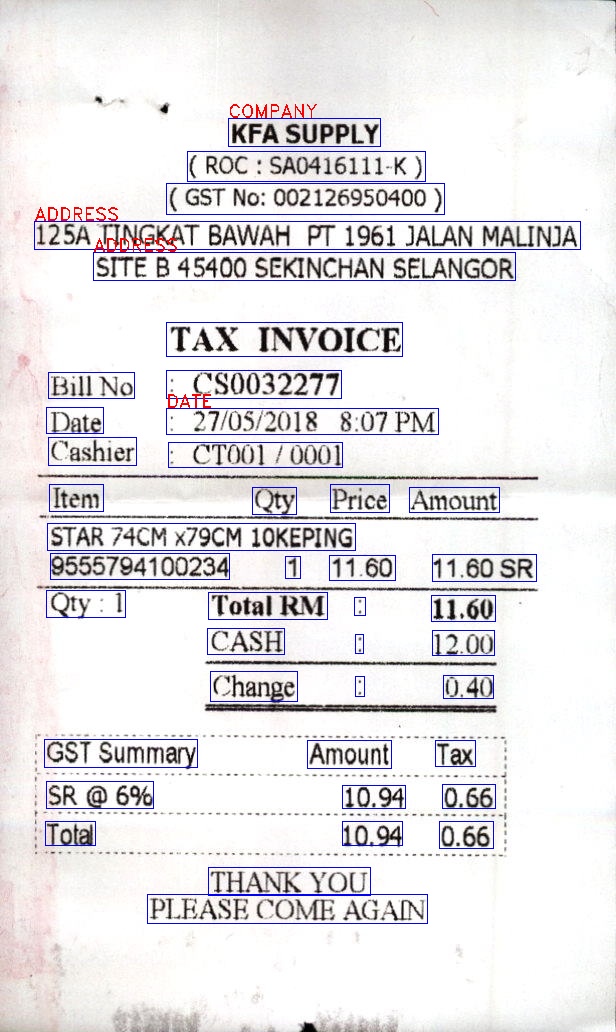 COMPANY
KFA SUPPLY
( ROC : SA0416111-K )
( GST No: 002126950400 )
ADDRESS
125A TINGKAT BAWAH PT 1961 JALAN MALINJA
ADDRESS
SITE B 45400 SEKINCHAN SELANGOR
TAX INVOICE
Bill No : CS0032277
DATE
Date : 27/05/2018 8:07 PM
Cashier : CT001 / 0001
Item Qty Price Amount
STAR 74CM x79CM 10KEPING
9555794100234 1 11.60 11.60 SR
Qty : 1 Total RM : 11.60
CASH : 12.00
Change : 0.40
GST Summary Amount Tax
SR @ 6% 10.94 0.66
Total 10.94 0.66
THANK YOU
PLEASE COME AGAIN